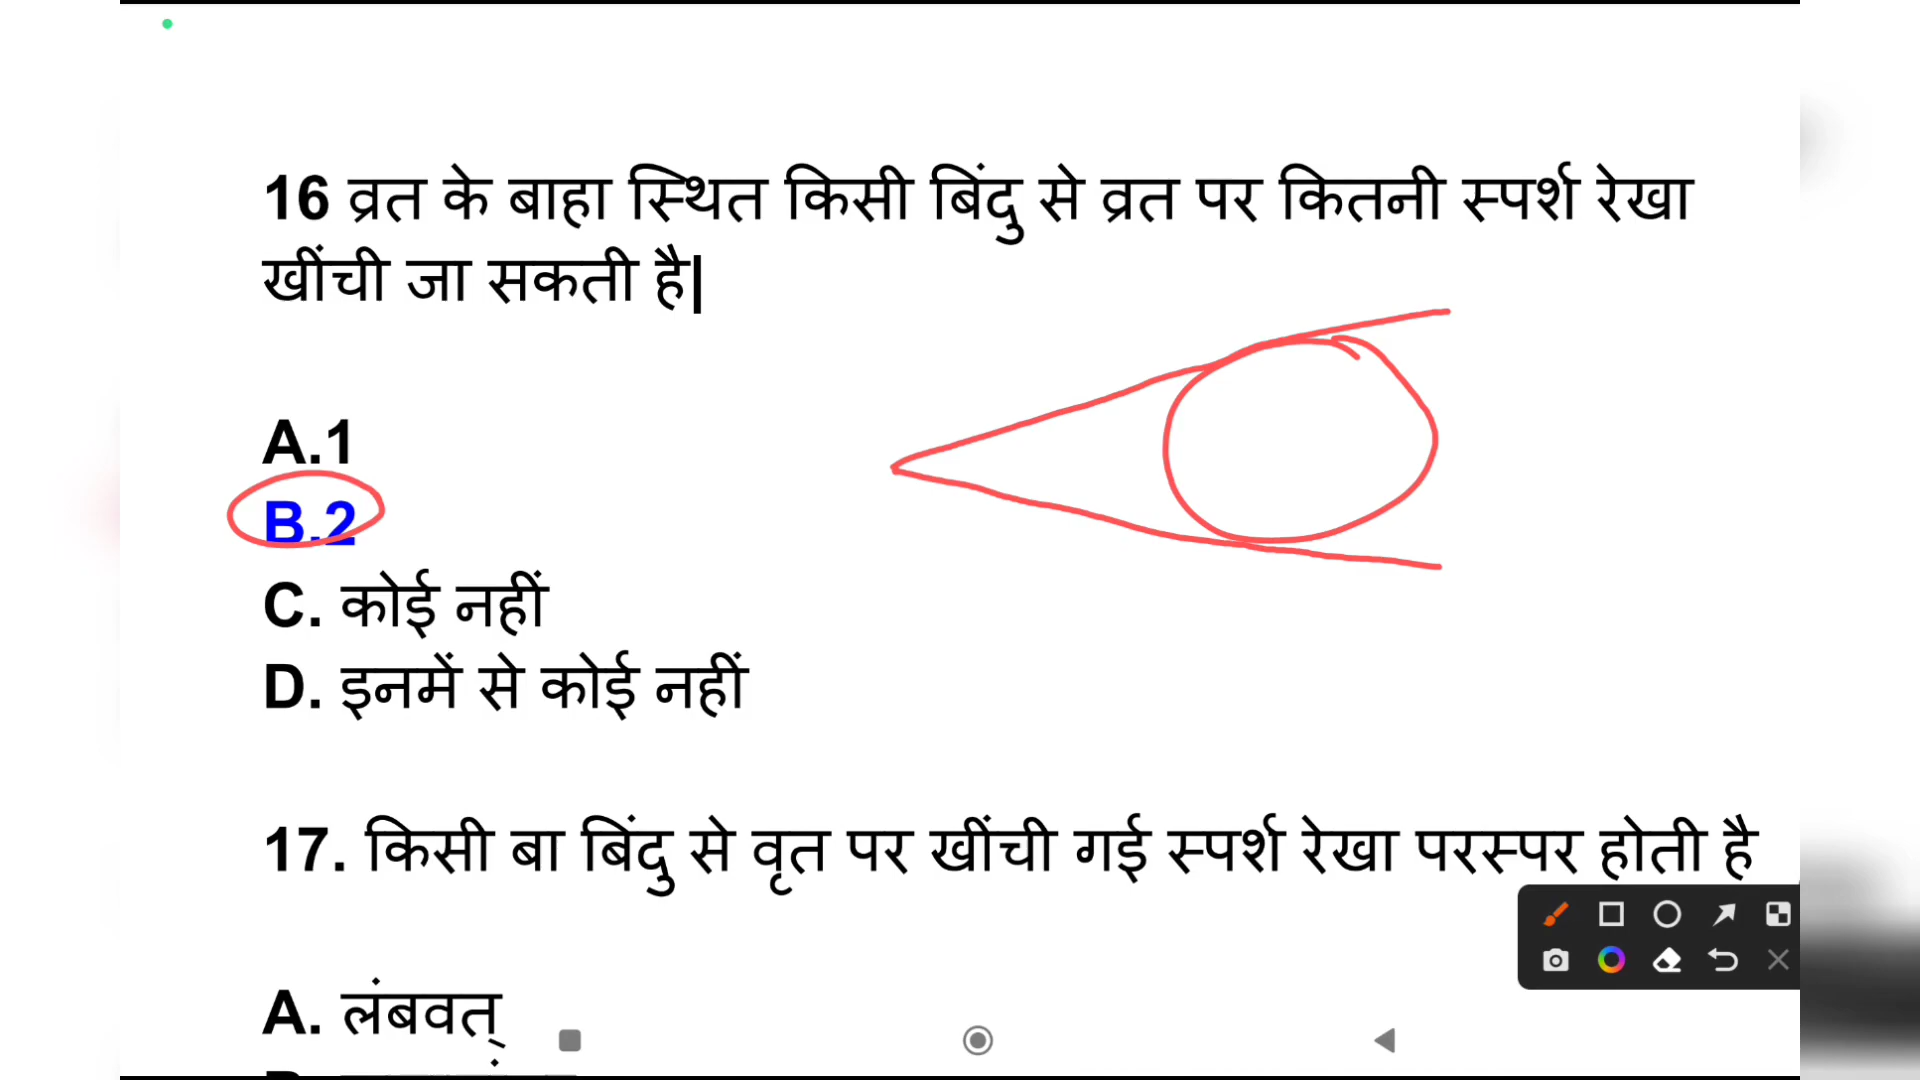 16 व्रत के बाहा स्थित किसी बिंदु से व्रत पर कितनी स्पर्श रेखा
खींची जा सकती है|
A.1
B.2
C. कोई नहीं
D. इनमें से कोई नहीं
17. किसी बा बिंदु से वृत पर खींची गई स्पर्श रेखा परस्पर होती है
A. लंबवत्